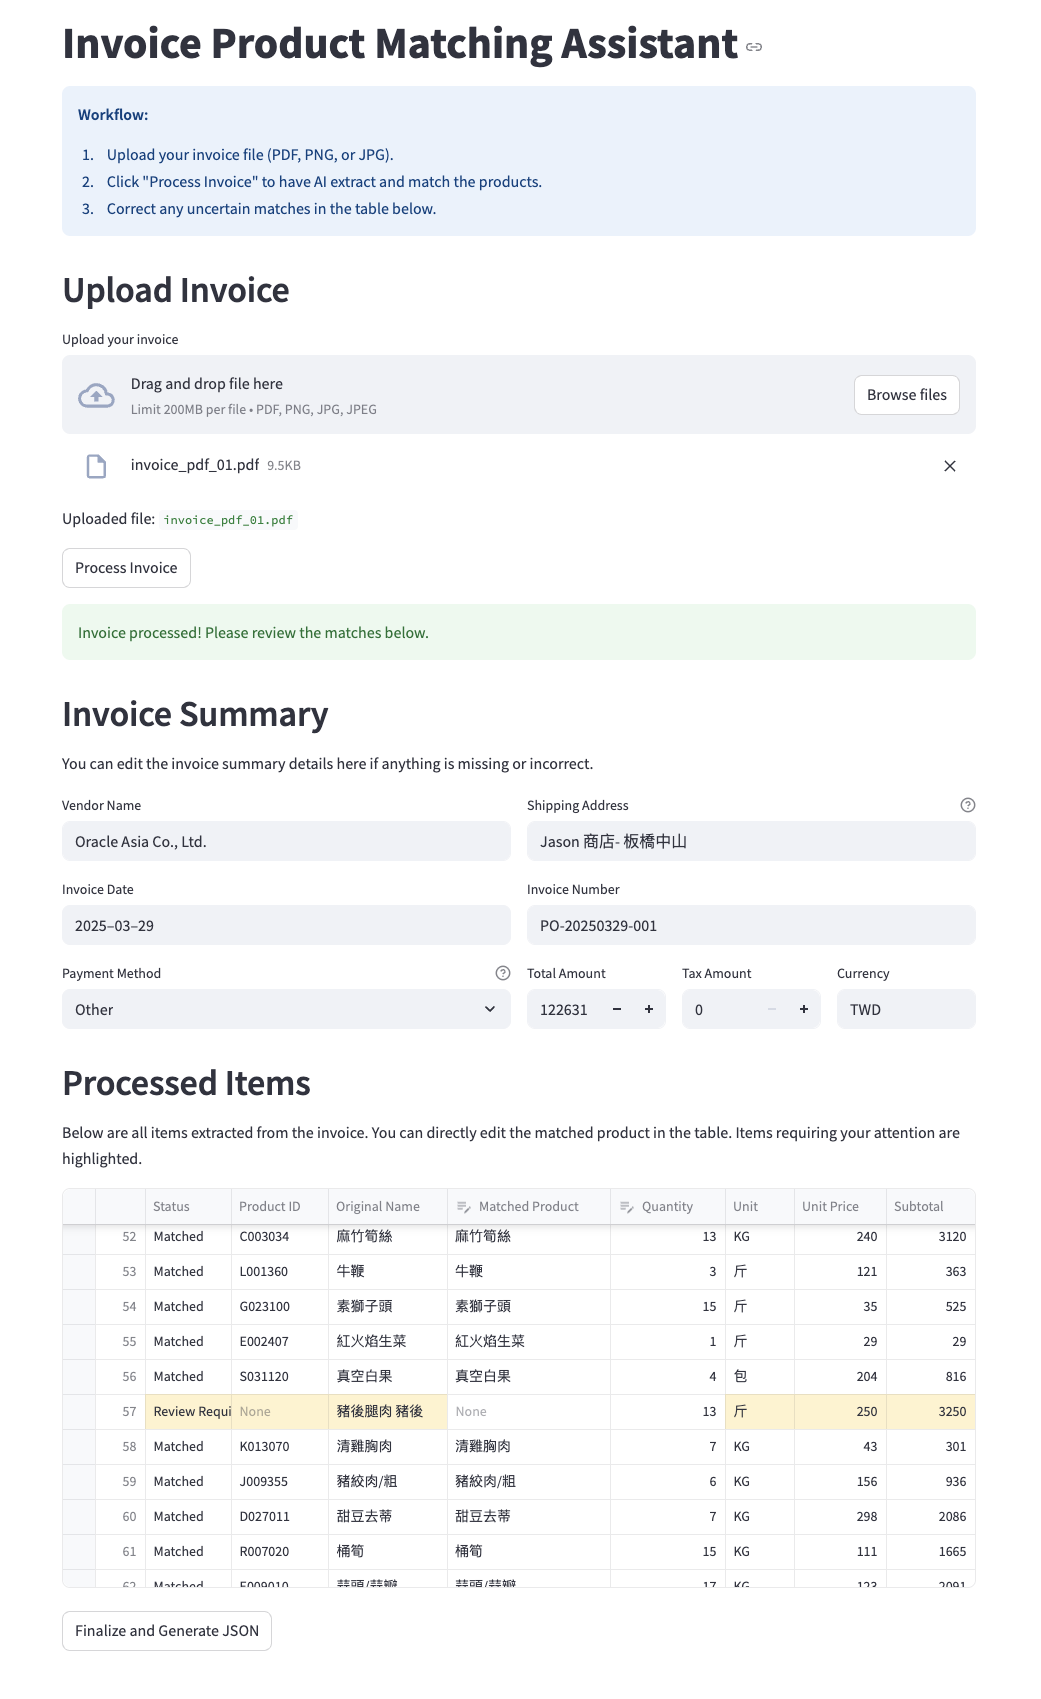 Invoice Product Matching Assistant
Workflow:
1. Upload your invoice file (PDF, PNG, or JPG).
2. Click "Process Invoice" to have AI extract and match the products.
3. Correct any uncertain matches in the table below.
Upload Invoice
Upload your invoice
Drag and drop file here
Limit 200MB per file • PDF, PNG, JPG, JPEG
Browse files
invoice_pdf_01.pdf 9.5KB
Uploaded file: invoice_pdf_01.pdf
Process Invoice
Invoice processed! Please review the matches below.
Invoice Summary
You can edit the invoice summary details here if anything is missing or incorrect.
Vendor Name Shipping Address
Oracle Asia Co., Ltd. Jason 商店- 板橋中山
Invoice Date Invoice Number
2025–03–29 PO-20250329-001
Payment Method Total Amount Tax Amount Currency
Other 122631 0 TWD
Processed Items
Below are all items extracted from the invoice. You can directly edit the matched product in the table. Items requiring your attention are
highlighted.
Status Product ID Original Name Matched Product Quantity Unit Unit Price Subtotal
52 Matched C003034 麻竹筍絲 麻竹筍絲 13 KG 240 3120
53 Matched L001360 牛鞭 牛鞭 3 斤 121 363
54 Matched G023100 素獅子頭 素獅子頭 15 斤 35 525
55 Matched E002407 紅火焰生菜 紅火焰生菜 1 斤 29 29
56 Matched S031120 真空白果 真空白果 4 包 204 816
57 Review Requi None 豬後腿肉 豬後 None 13 斤 250 3250
58 Matched K013070 清雞胸肉 清雞胸肉 7 KG 43 301
59 Matched J009355 豬絞肉/粗 豬絞肉/粗 6 KG 156 936
60 Matched D027011 甜豆去蒂 甜豆去蒂 7 KG 298 2086
61 Matched R007020 桶筍 桶筍 15 KG 111 1665
62 Matched E009010 蒜頭/蒜瓣 蒜頭/蒜瓣 17 KG 123 2091
Finalize and Generate JSON